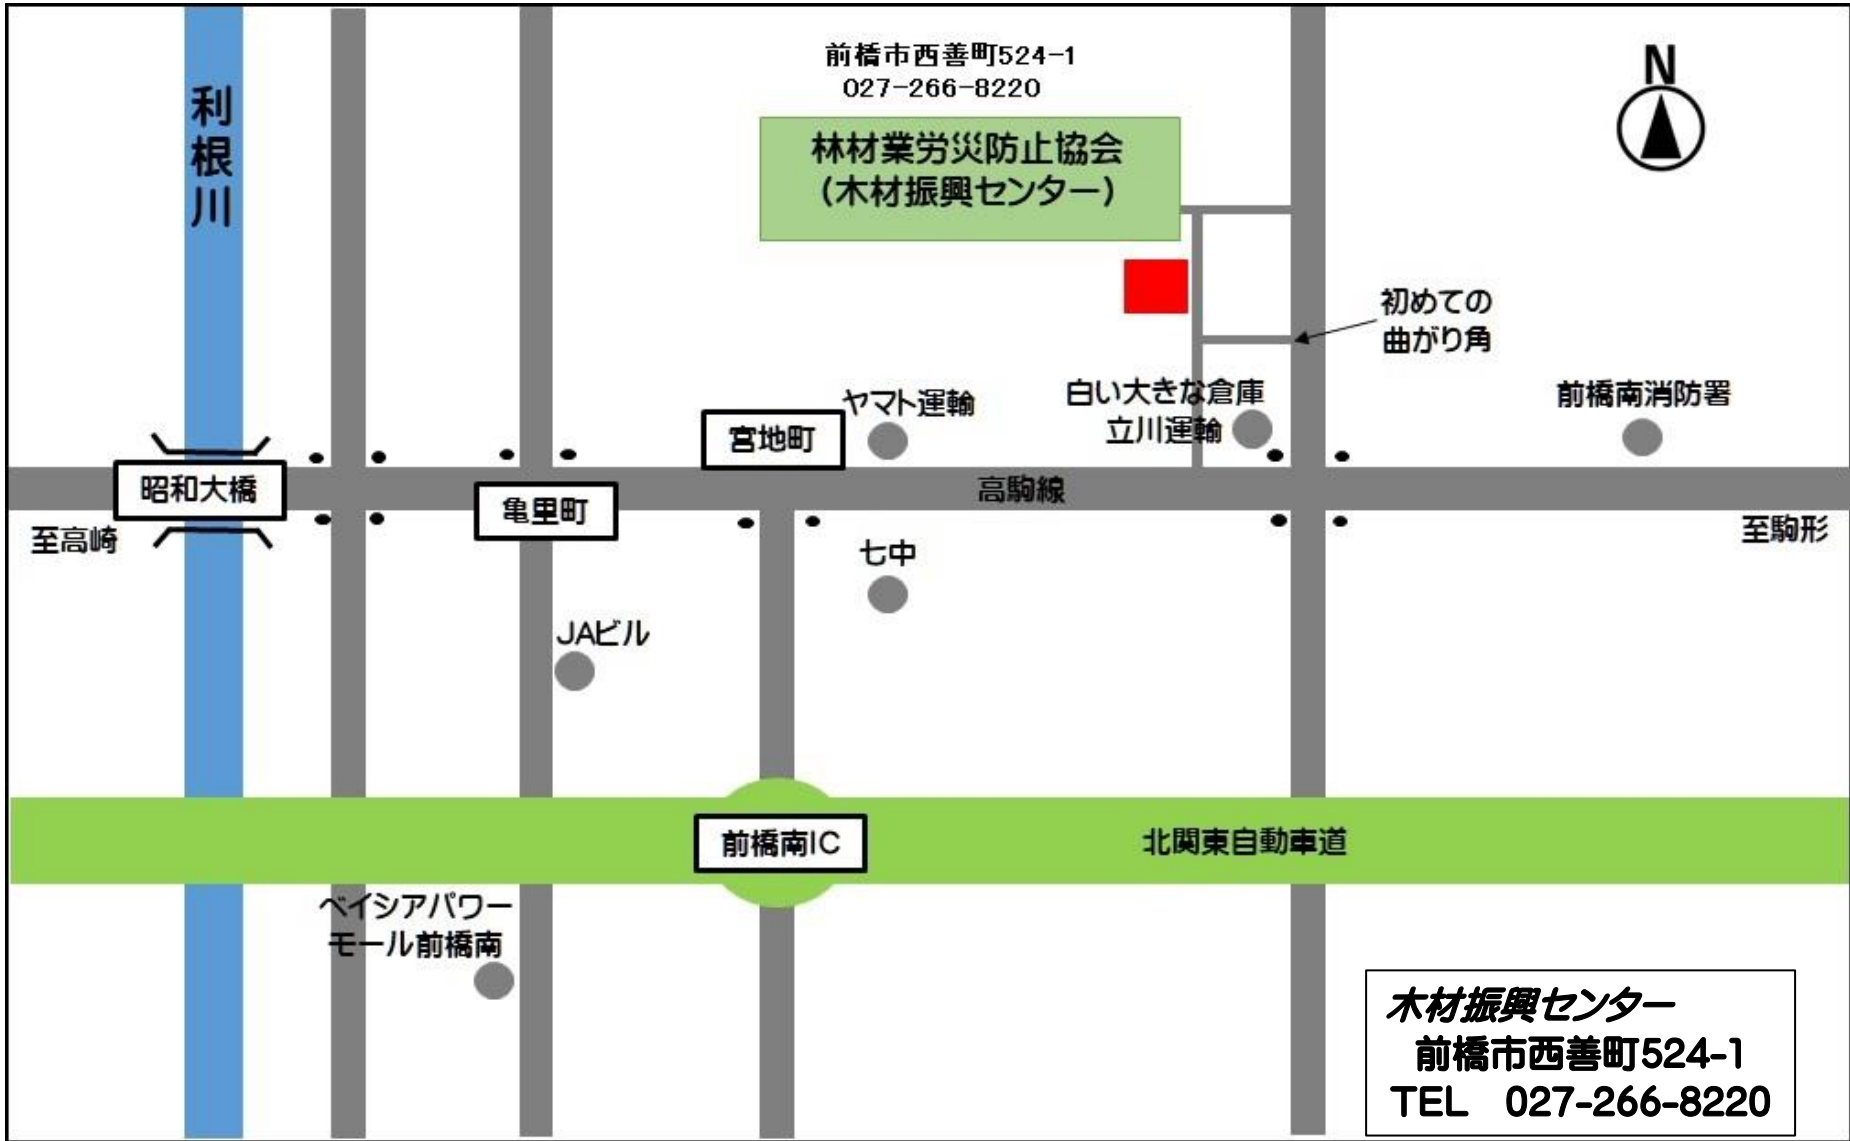 前橋市西善町524-1
027-266-8220
N
利根川
林材業労災防止協会
(木材振興センター)
初めての
曲がり角
白い大きな倉庫
立川運輸
前橋南消防署
ヤマト運輸
宮地町
昭和大橋
亀里町
高駒線
至高崎
至駒形
七中
JAビル
前橋南IC
北関東自動車道
ベイシアパワー
モール前橋南
木材振興センター
前橋市西善町524-1
TEL 027-266-8220